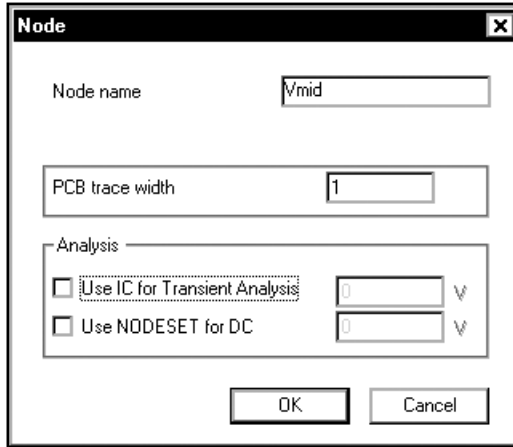 Node
Node name Vmid
PCB trace width 1
Analysis
Use IC for Transient Analysis 0 V
Use NODESET for DC 0 V
OK Cancel